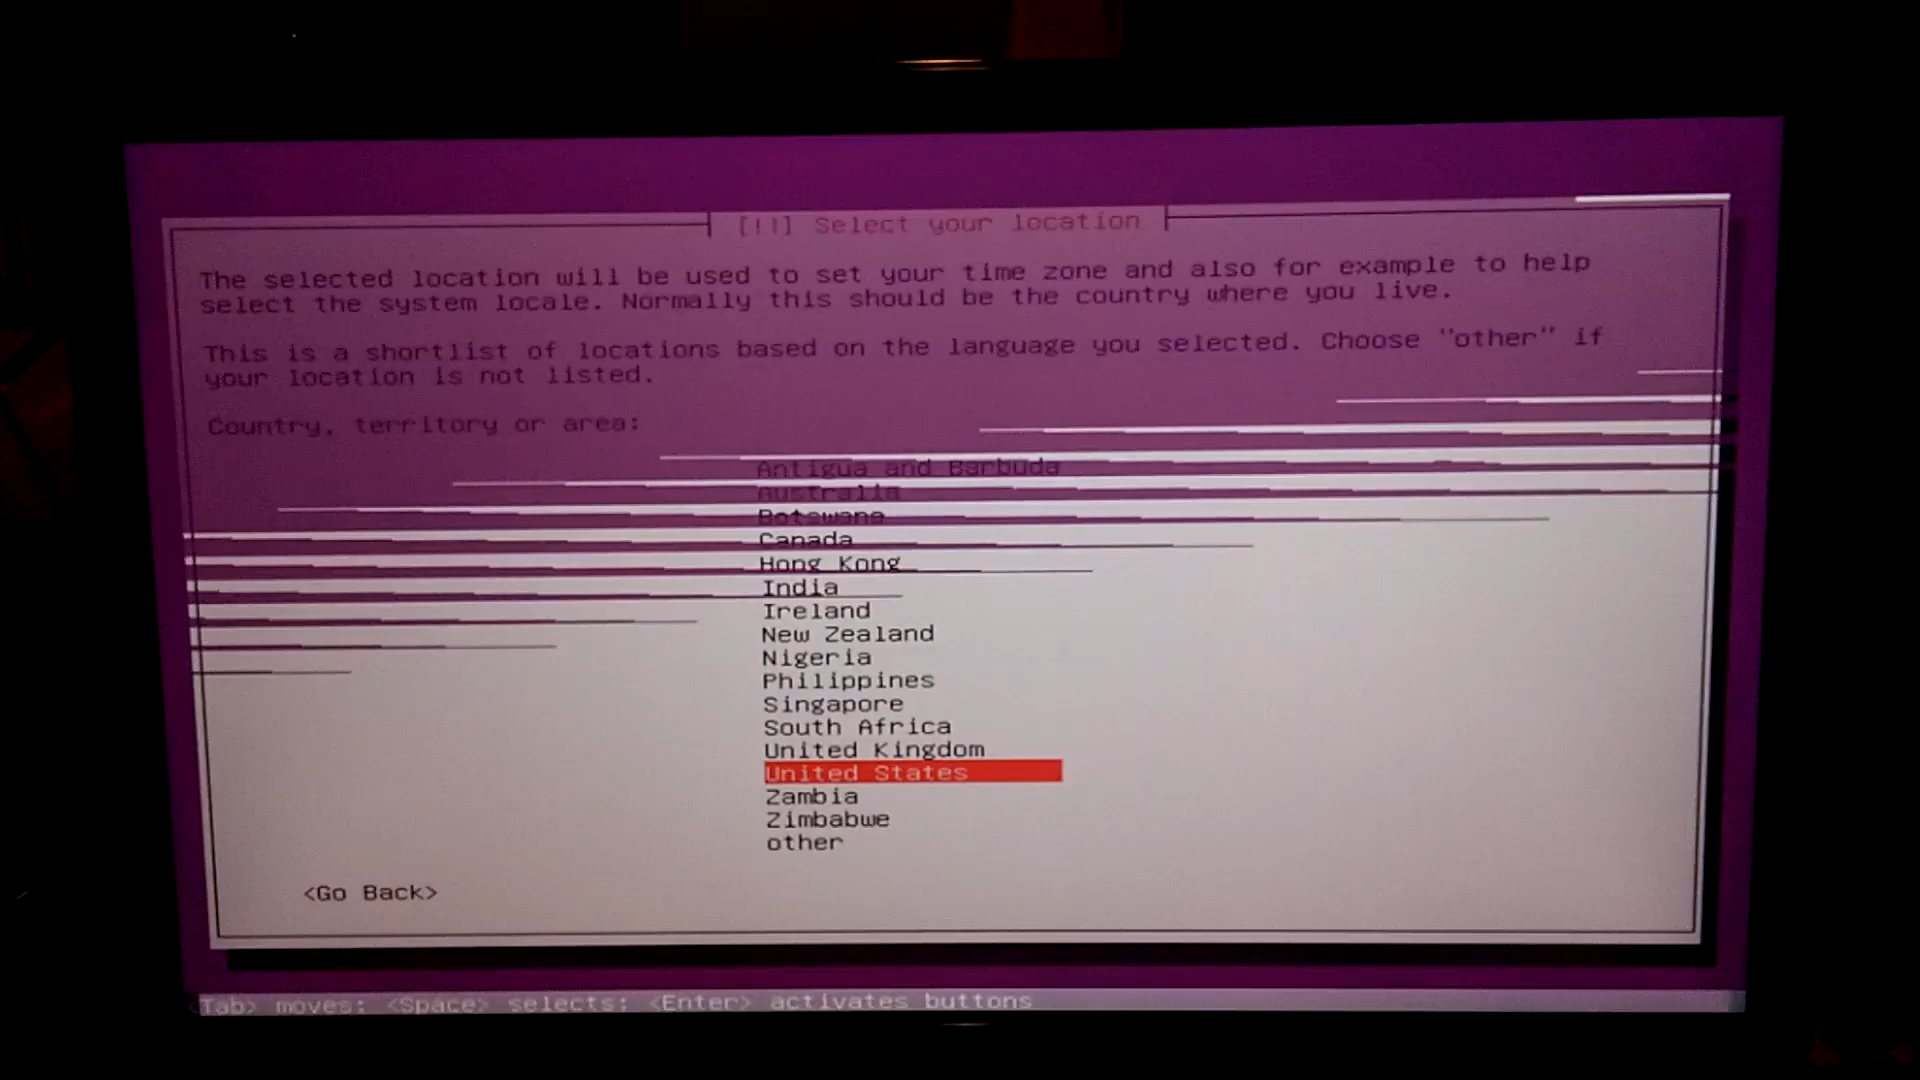 [!!] Select your location
The selected location will be used to set your time zone and also for example to help
select the system locale. Normally this should be the country where you live.
This is a shortlist of locations based on the language you selected. Choose "other" if
your location is not listed.
Country, territory or area:
Antigua and Barbuda
Australia
Botswana
Canada
Hong Kong
India
Ireland
New Zealand
Nigeria
Philippines
Singapore
South Africa
United Kingdom
United States
Zambia
Zimbabwe
other
<Go Back>
<Tab> moves; <Space> selects; <Enter> activates buttons